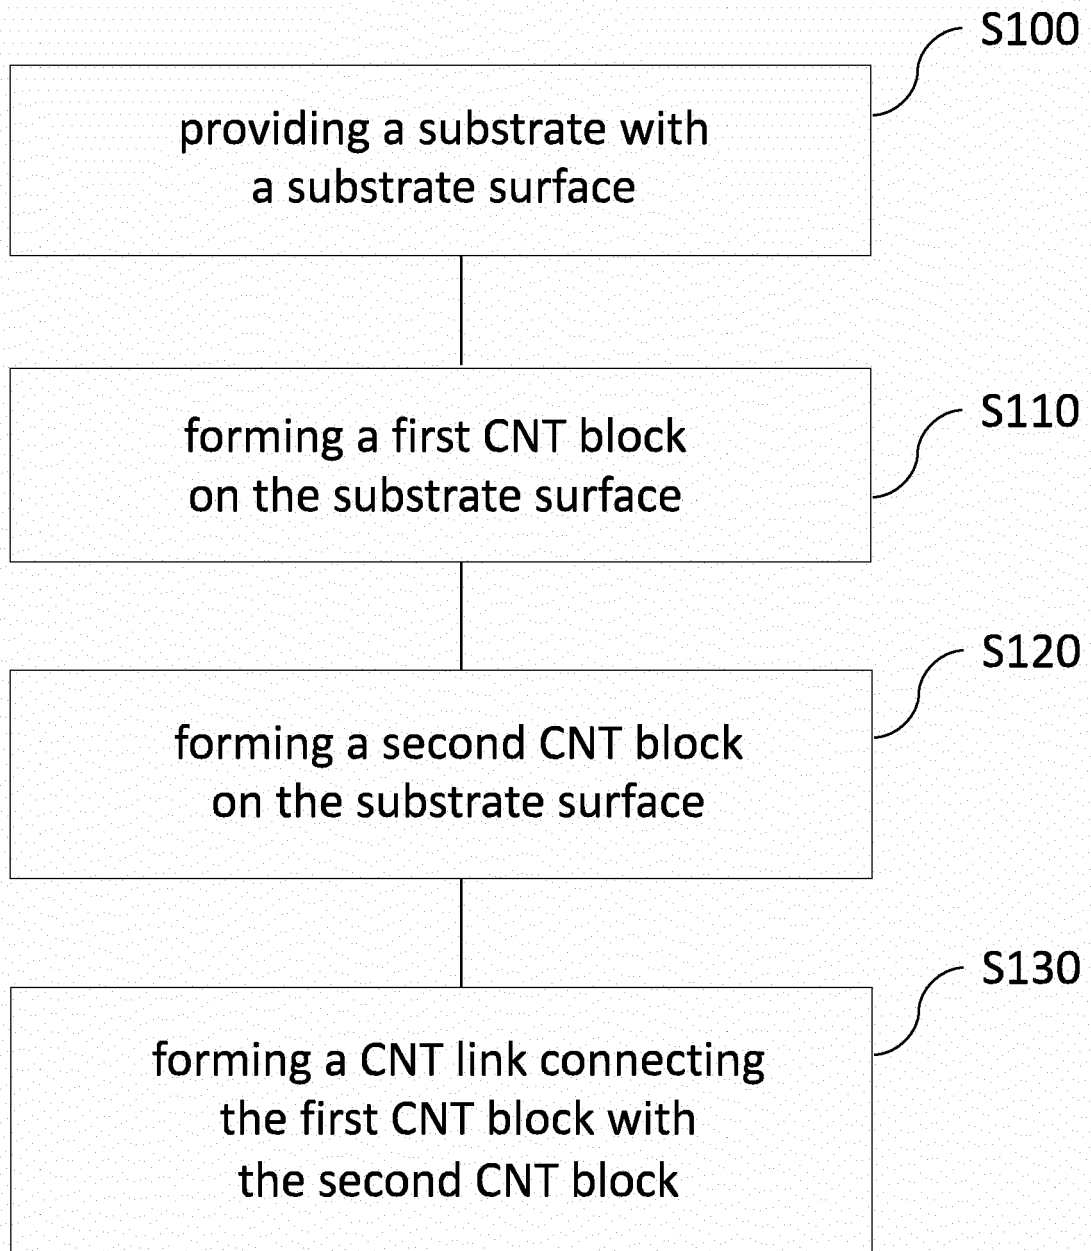 S100
providing a substrate with
a substrate surface
S110
forming a first CNT block
on the substrate surface
S120
forming a second CNT block
on the substrate surface
S130
forming a CNT link connecting
the first CNT block with
the second CNT block